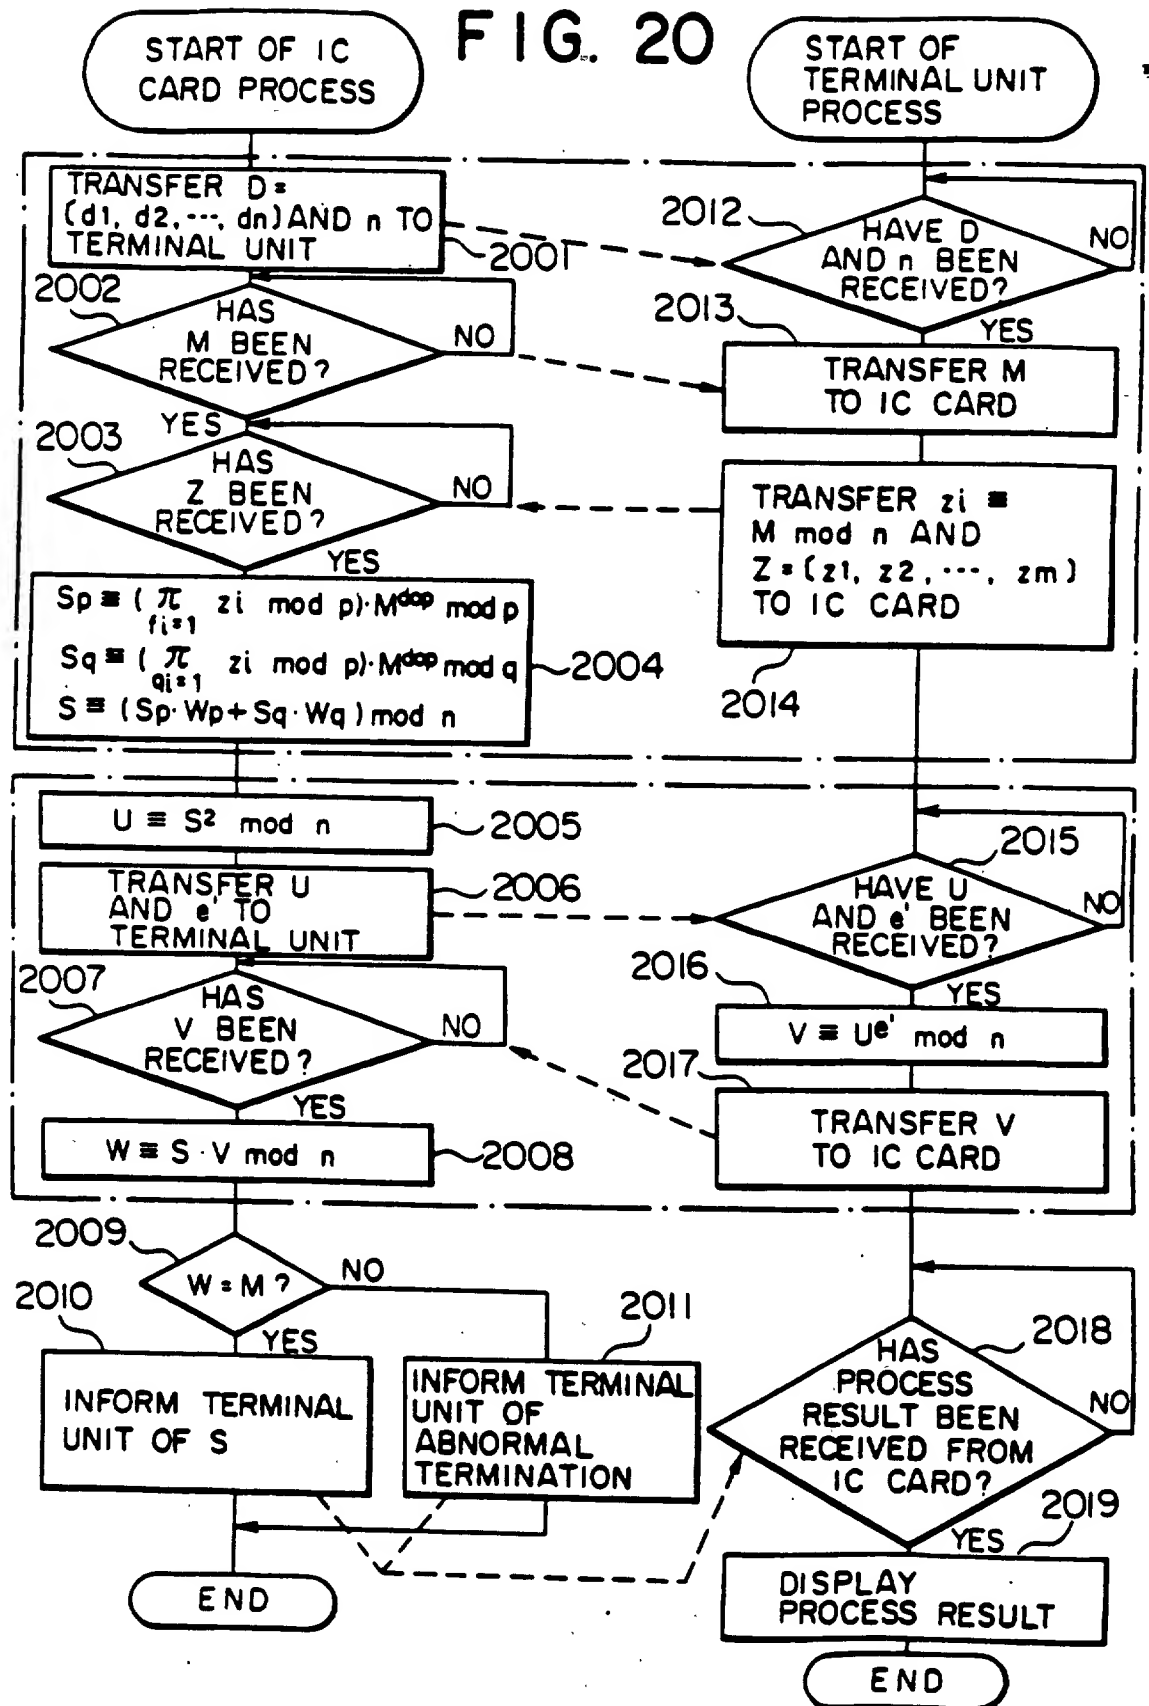 FIG. 20
START OF IC
CARD PROCESS
TRANSFER D=
(d1, d2, ..., dn) AND n TO
TERMINAL UNIT
2001
2002
HAS
M BEEN
RECEIVED?
NO
YES
2003
HAS
Z BEEN
RECEIVED?
NO
YES
Sp ≡ ( π zi mod p)·M^dop mod p
fi=1
Sq ≡ ( π zi mod p)·M^dop mod q
qi=1
S ≡ (Sp·Wp+Sq·Wq) mod n
2004
U ≡ S² mod n
2005
TRANSFER U
AND e' TO
TERMINAL UNIT
2006
2007
HAS
V BEEN
RECEIVED?
NO
YES
W ≡ S·V mod n
2008
2009
W=M?
NO
YES
2010
INFORM TERMINAL
UNIT OF S
2011
INFORM TERMINAL
UNIT OF
ABNORMAL
TERMINATION
END
START OF
TERMINAL UNIT
PROCESS
2012
HAVE D
AND n BEEN
RECEIVED?
NO
YES
2013
TRANSFER M
TO IC CARD
TRANSFER zi ≡
M mod n AND
Z=(z1, z2, ..., zm)
TO IC CARD
2014
2015
HAVE U
AND e' BEEN
RECEIVED?
NO
YES
2016
V ≡ U^e' mod n
2017
TRANSFER V
TO IC CARD
2018
HAS
PROCESS
RESULT BEEN
RECEIVED FROM
IC CARD?
NO
YES
2019
DISPLAY
PROCESS RESULT
END